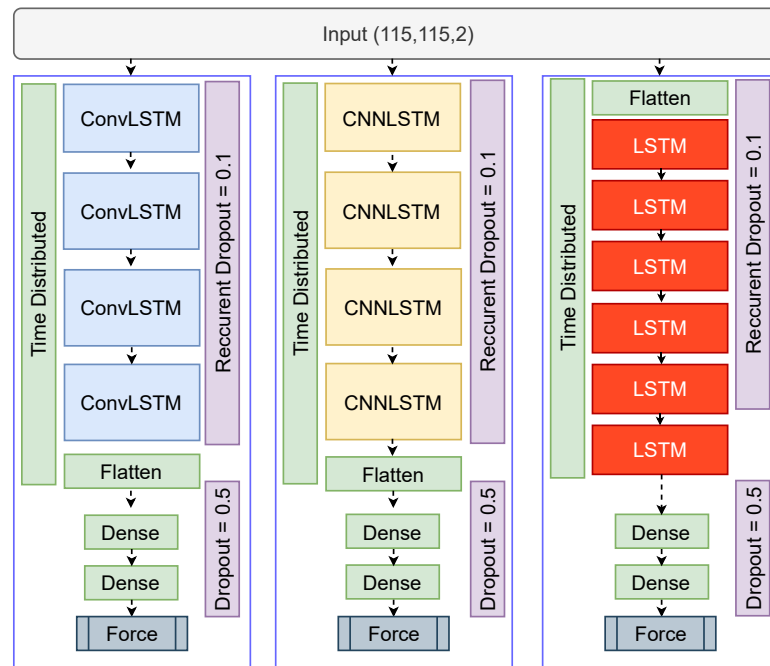 Input (115,115,2)
Time Distributed
ConvLSTM
ConvLSTM
ConvLSTM
ConvLSTM
Reccurent Dropout = 0.1
Flatten
Dense
Dense
Dropout = 0.5
Force
Time Distributed
CNNLSTM
CNNLSTM
CNNLSTM
CNNLSTM
Reccurent Dropout = 0.1
Flatten
Dense
Dense
Dropout = 0.5
Force
Time Distributed
Flatten
LSTM
LSTM
LSTM
LSTM
LSTM
LSTM
Reccurent Dropout = 0.1
Dense
Dense
Dropout = 0.5
Force